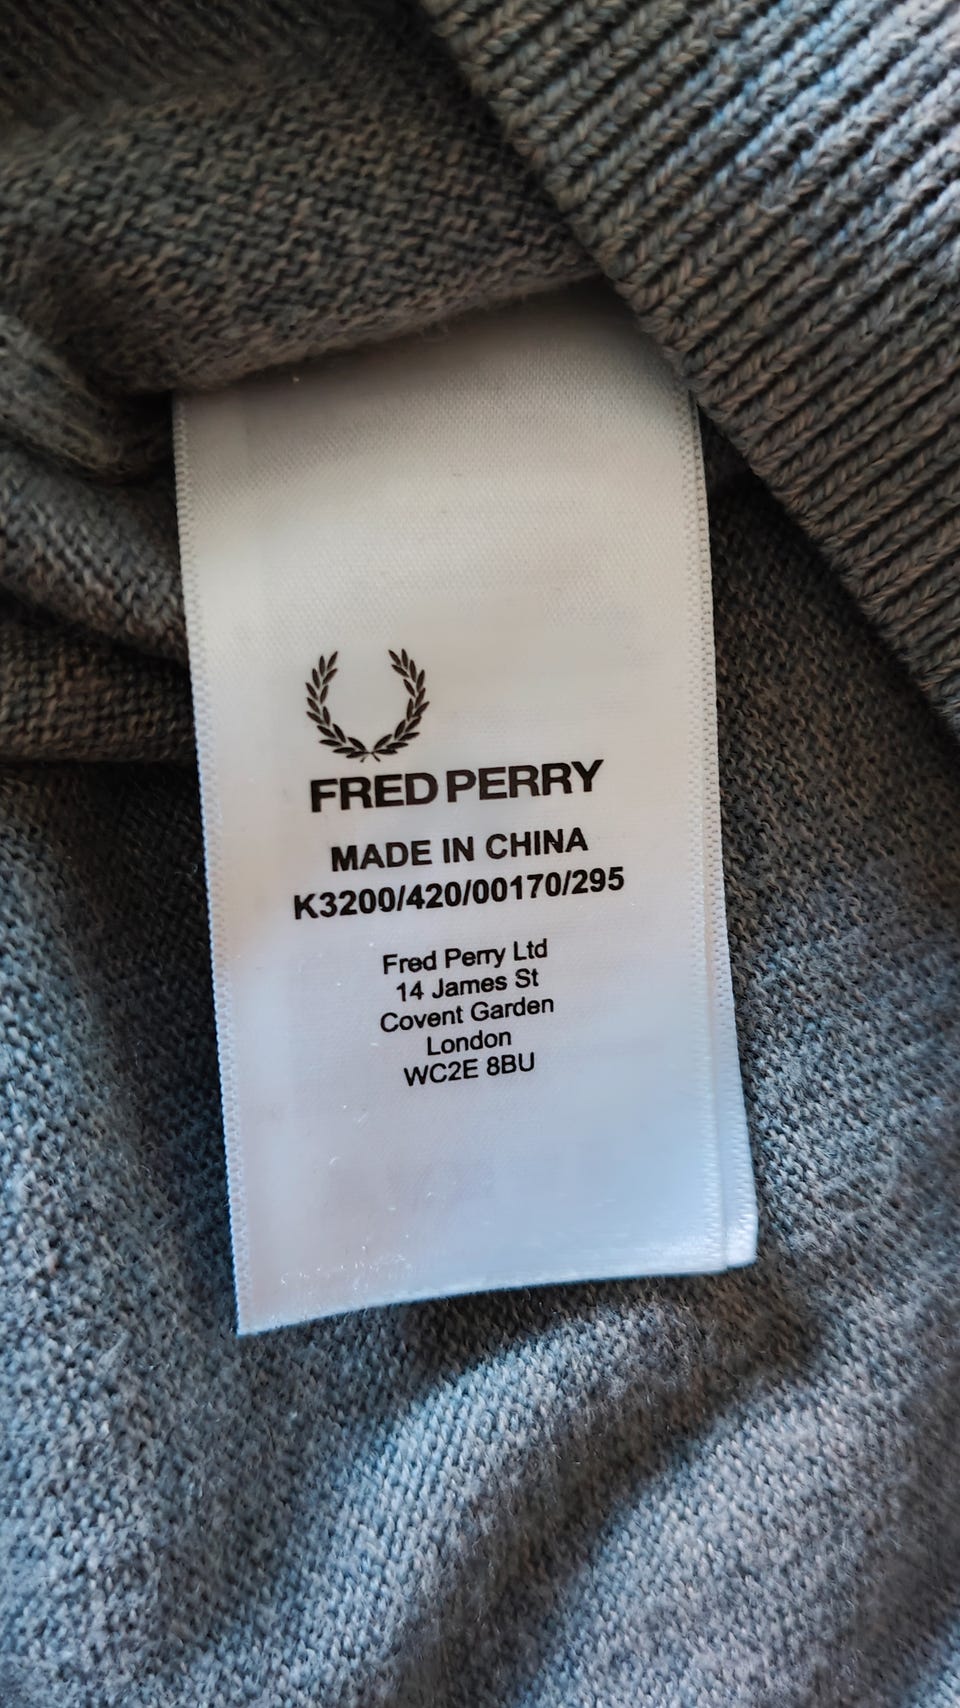 FRED PERRY
MADE IN CHINA
K3200/420/00170/295
Fred Perry Ltd
14 James St
Covent Garden
London
WC2E 8BU